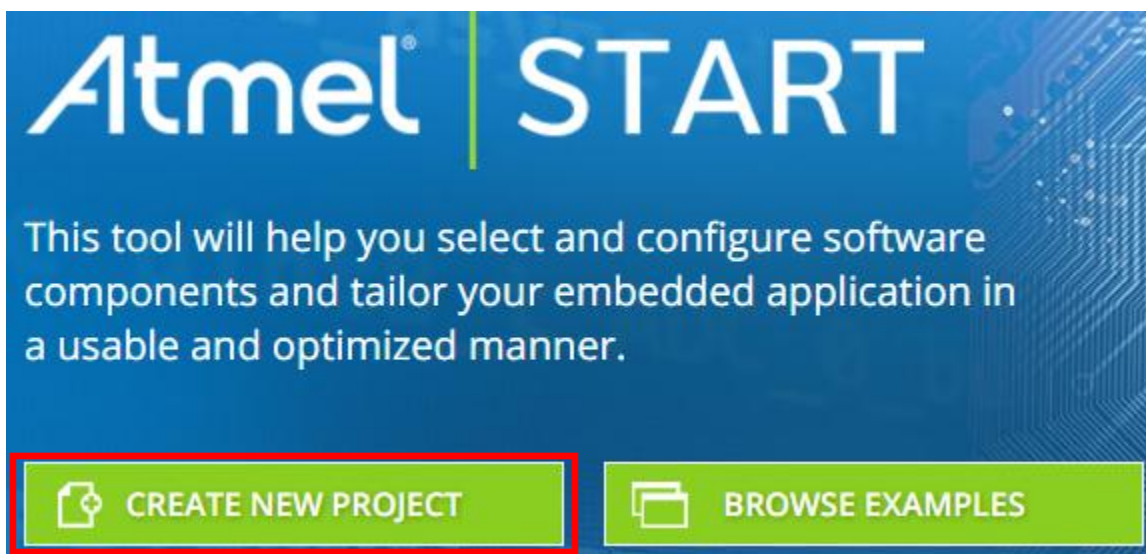 Atmel® | START
This tool will help you select and configure software
components and tailor your embedded application in
a usable and optimized manner.
CREATE NEW PROJECT
BROWSE EXAMPLES